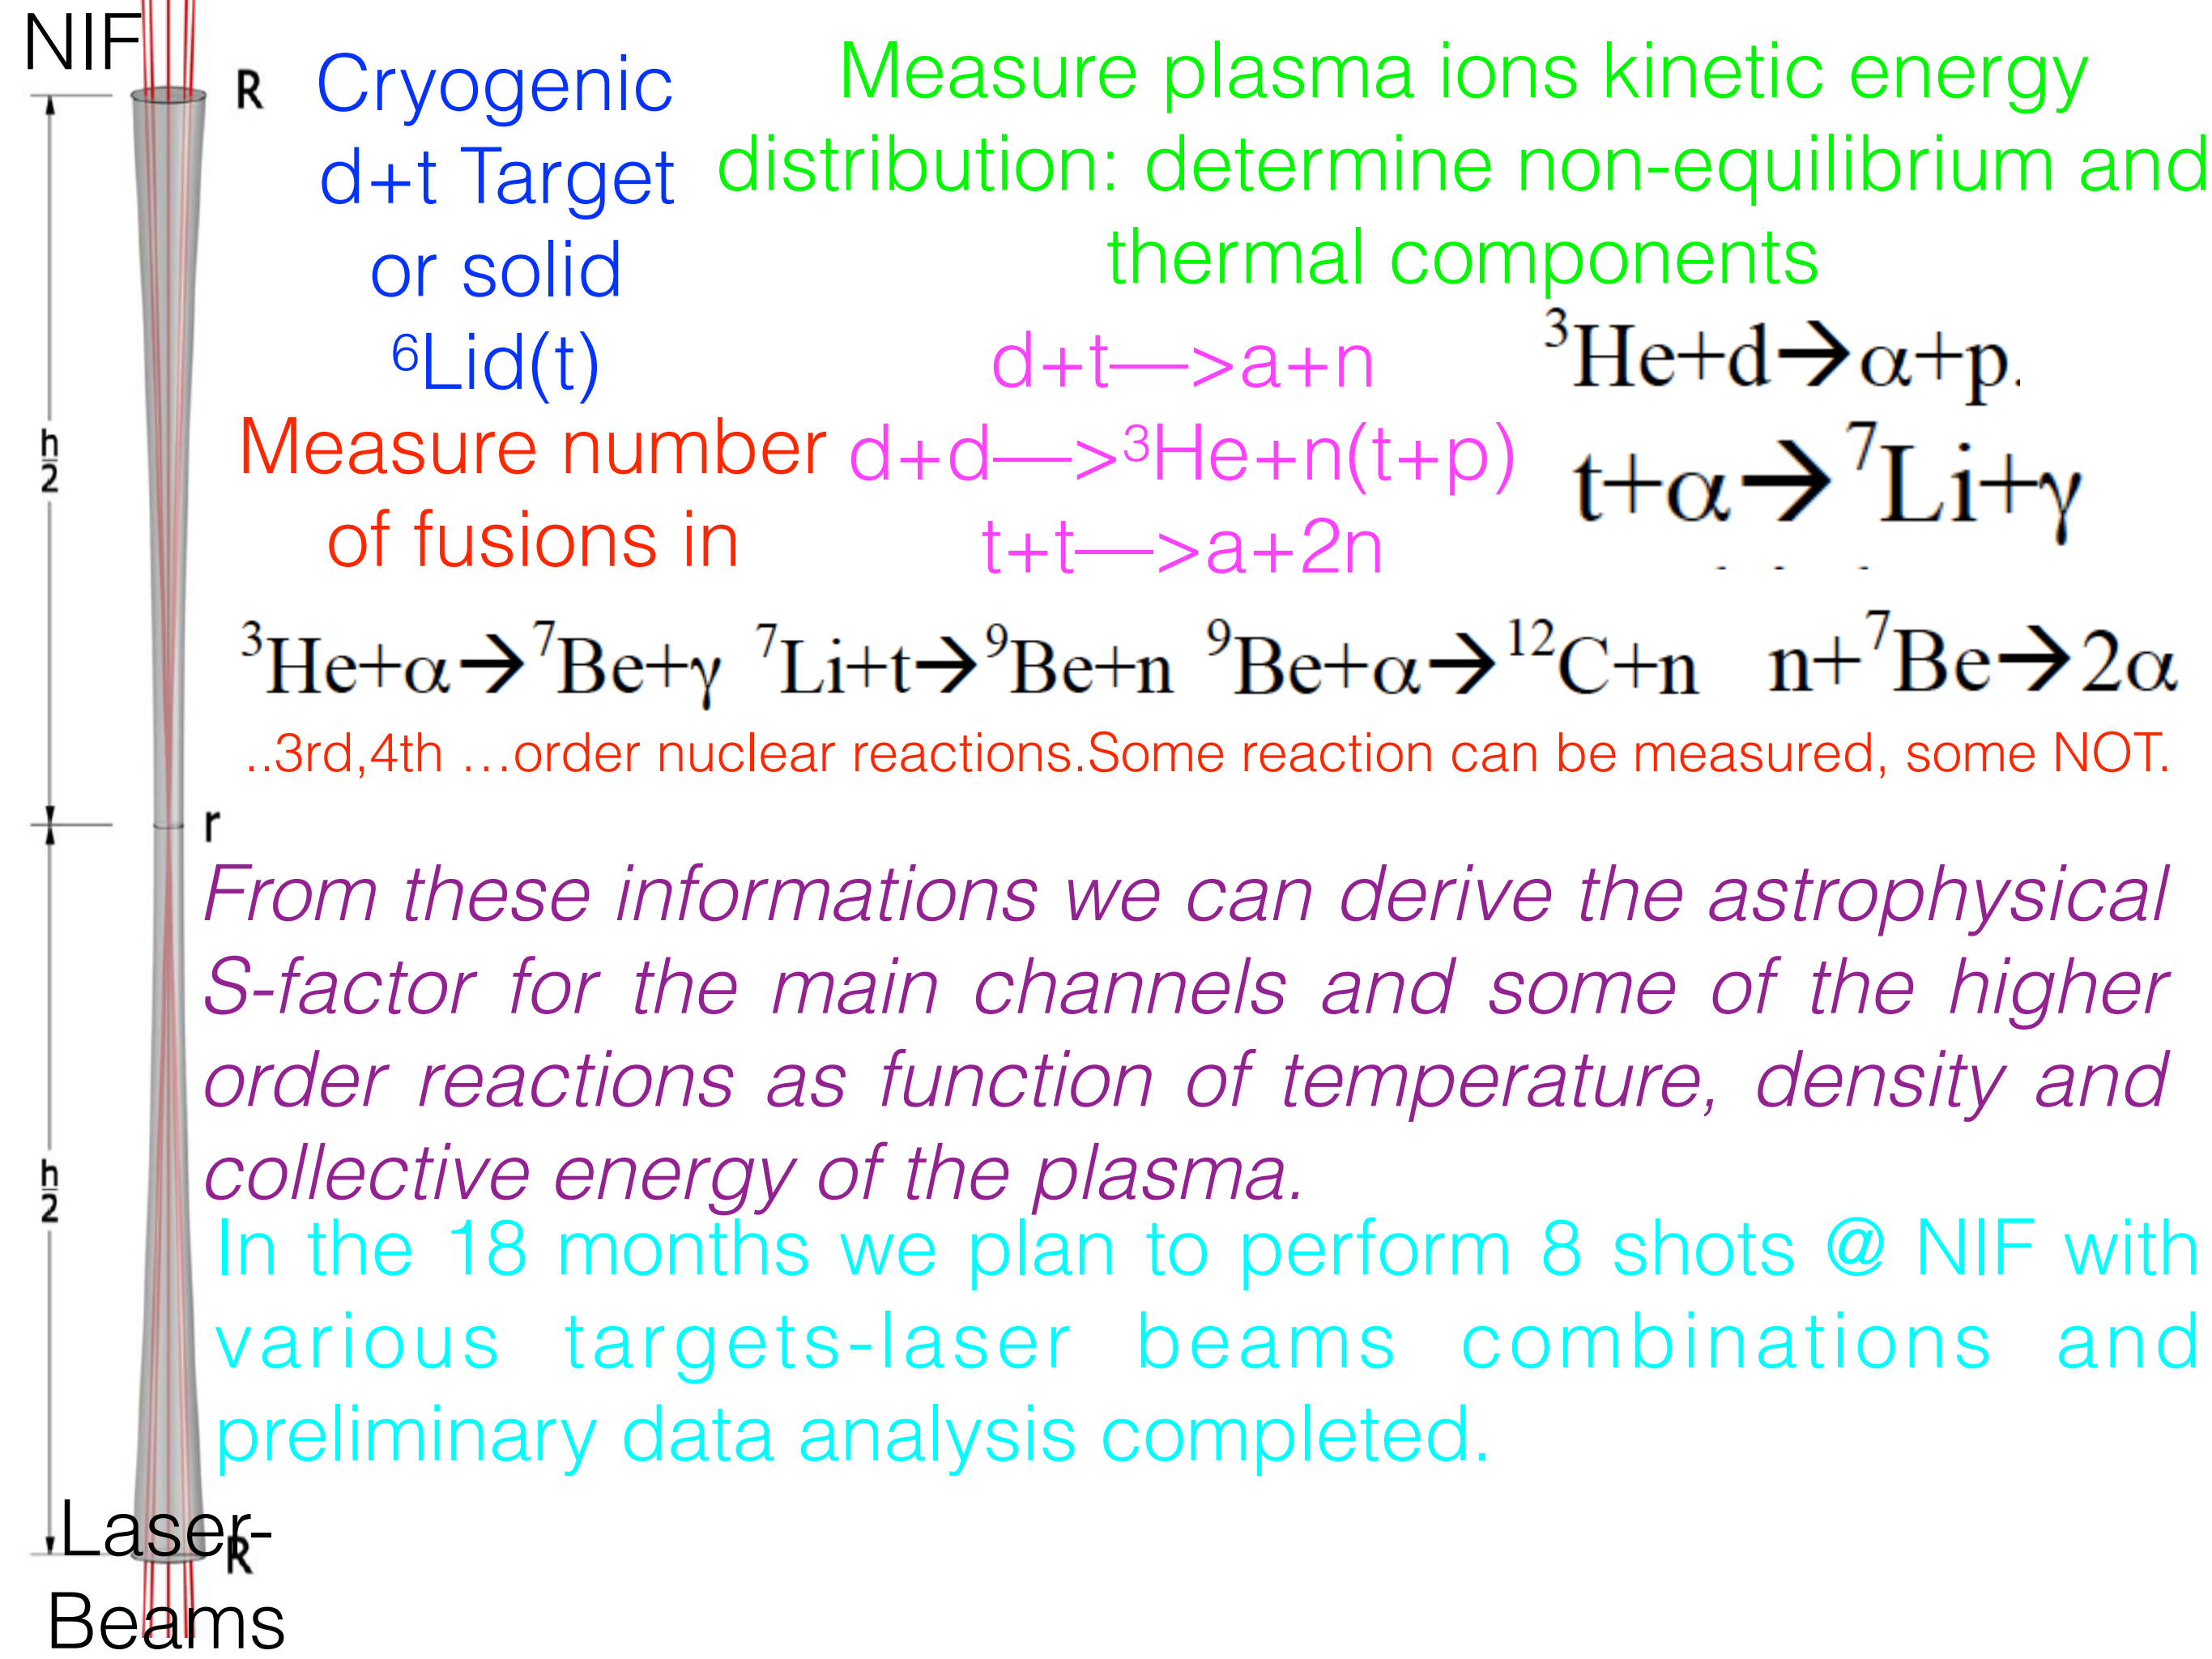 NIF
R
Cryogenic
d+t Target
or solid
⁶Lid(t)
Measure plasma ions kinetic energy
distribution: determine non-equilibrium and
thermal components
Measure number
of fusions in
d+t—>a+n
d+d—>³He+n(t+p)
t+t—>a+2n
³He+d→α+p.
t+α→⁷Li+γ
h
2
³He+α→⁷Be+γ ⁷Li+t→⁹Be+n ⁹Be+α→¹²C+n n+⁷Be→2α
..3rd,4th …order nuclear reactions.Some reaction can be measured, some NOT.
r
From these informations we can derive the astrophysical
S-factor for the main channels and some of the higher
order reactions as function of temperature, density and
collective energy of the plasma.
h
2
In the 18 months we plan to perform 8 shots @ NIF with
various targets-laser beams combinations and
preliminary data analysis completed.
Laser-
R
Beams